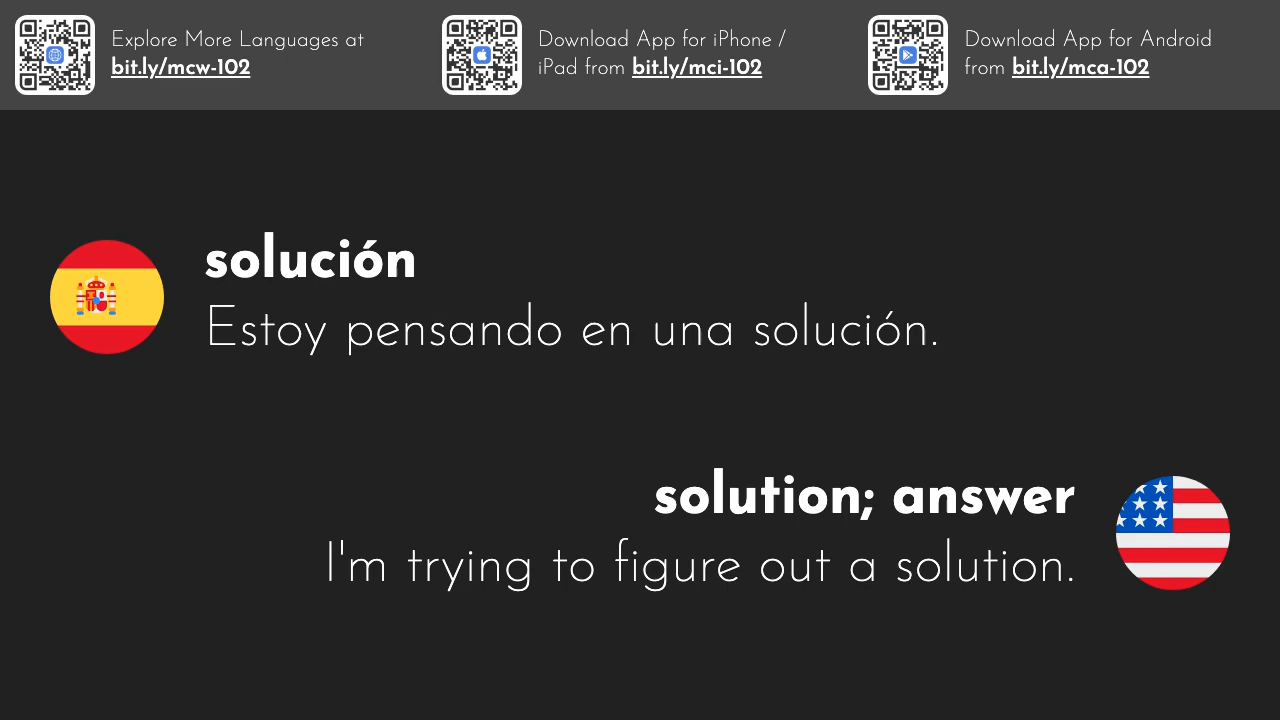 Explore More Languages at
bit.ly/mcw-102
Download App for iPhone /
iPad from bit.ly/mci-102
Download App for Android
from bit.ly/mca-102
solución
Estoy pensando en una solución.
solution; answer
I'm trying to figure out a solution.